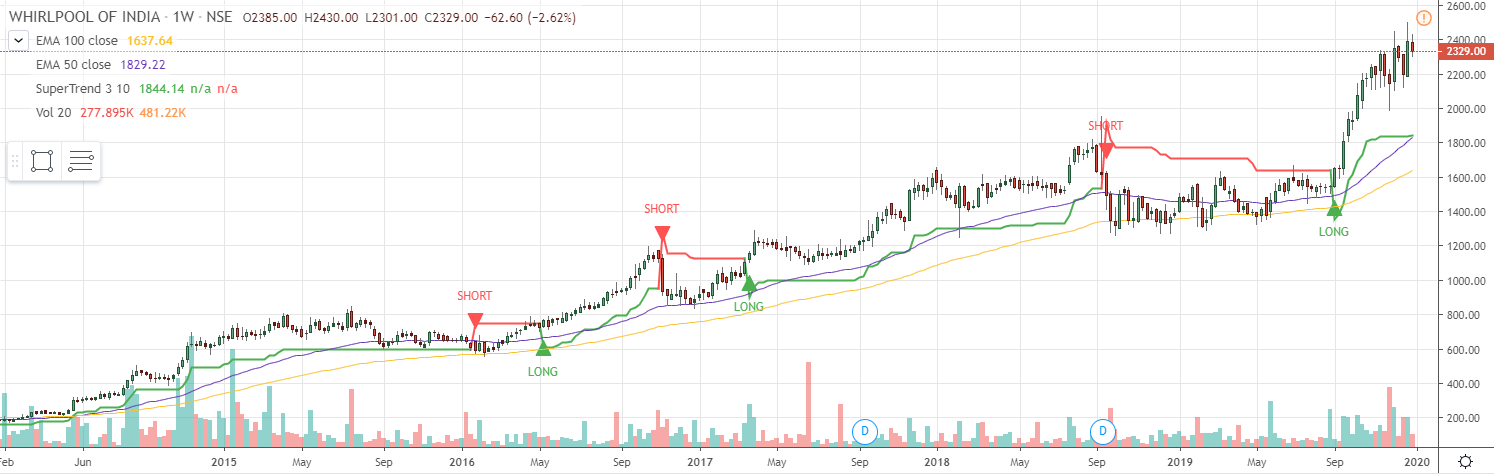 WHIRLPOOL OF INDIA · 1W · NSE O2385.00 H2430.00 L2301.00 C2329.00 −62.60 (−2.62%)
EMA 100 close 1637.64
EMA 50 close 1829.22
SuperTrend 3 10 1844.14 n/a n/a
Vol 20 277.895K 481.22K
2600.00
2400.00
2329.00
2200.00
2000.00
1800.00
1600.00
1400.00
1200.00
1000.00
800.00
600.00
400.00
200.00
SHORT
SHORT
SHORT
LONG
LONG
LONG
D
D
Feb Jun 2015 May Sep 2016 May Sep 2017 May Sep 2018 May Sep 2019 May Sep 2020